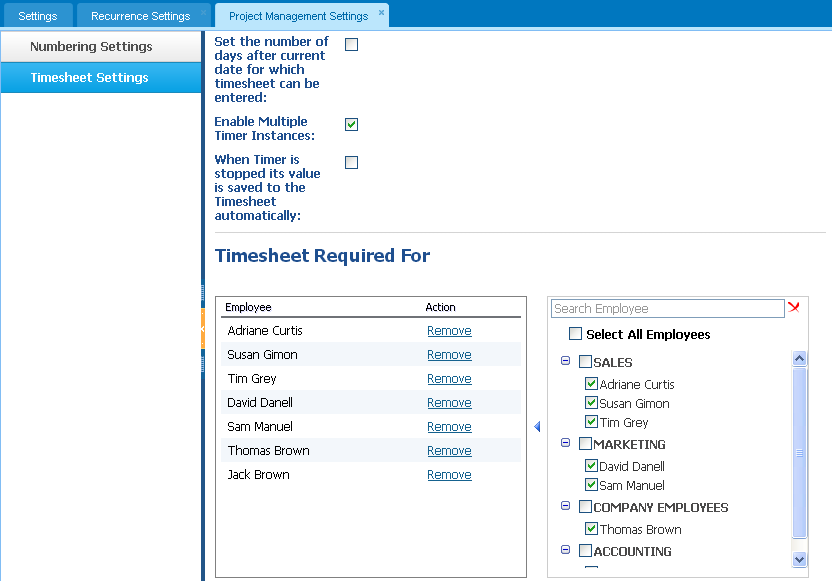 Settings
Recurrence Settings
Project Management Settings
Numbering Settings
Timesheet Settings
Set the number of
days after current
date for which
timesheet can be
entered:
Enable Multiple
Timer Instances:
When Timer is
stopped its value
is saved to the
Timesheet
automatically:
Timesheet Required For
Employee Action
Adriane Curtis Remove
Susan Gimon Remove
Tim Grey Remove
David Danell Remove
Sam Manuel Remove
Thomas Brown Remove
Jack Brown Remove
Search Employee
Select All Employees
SALES
Adriane Curtis
Susan Gimon
Tim Grey
MARKETING
David Danell
Sam Manuel
COMPANY EMPLOYEES
Thomas Brown
ACCOUNTING